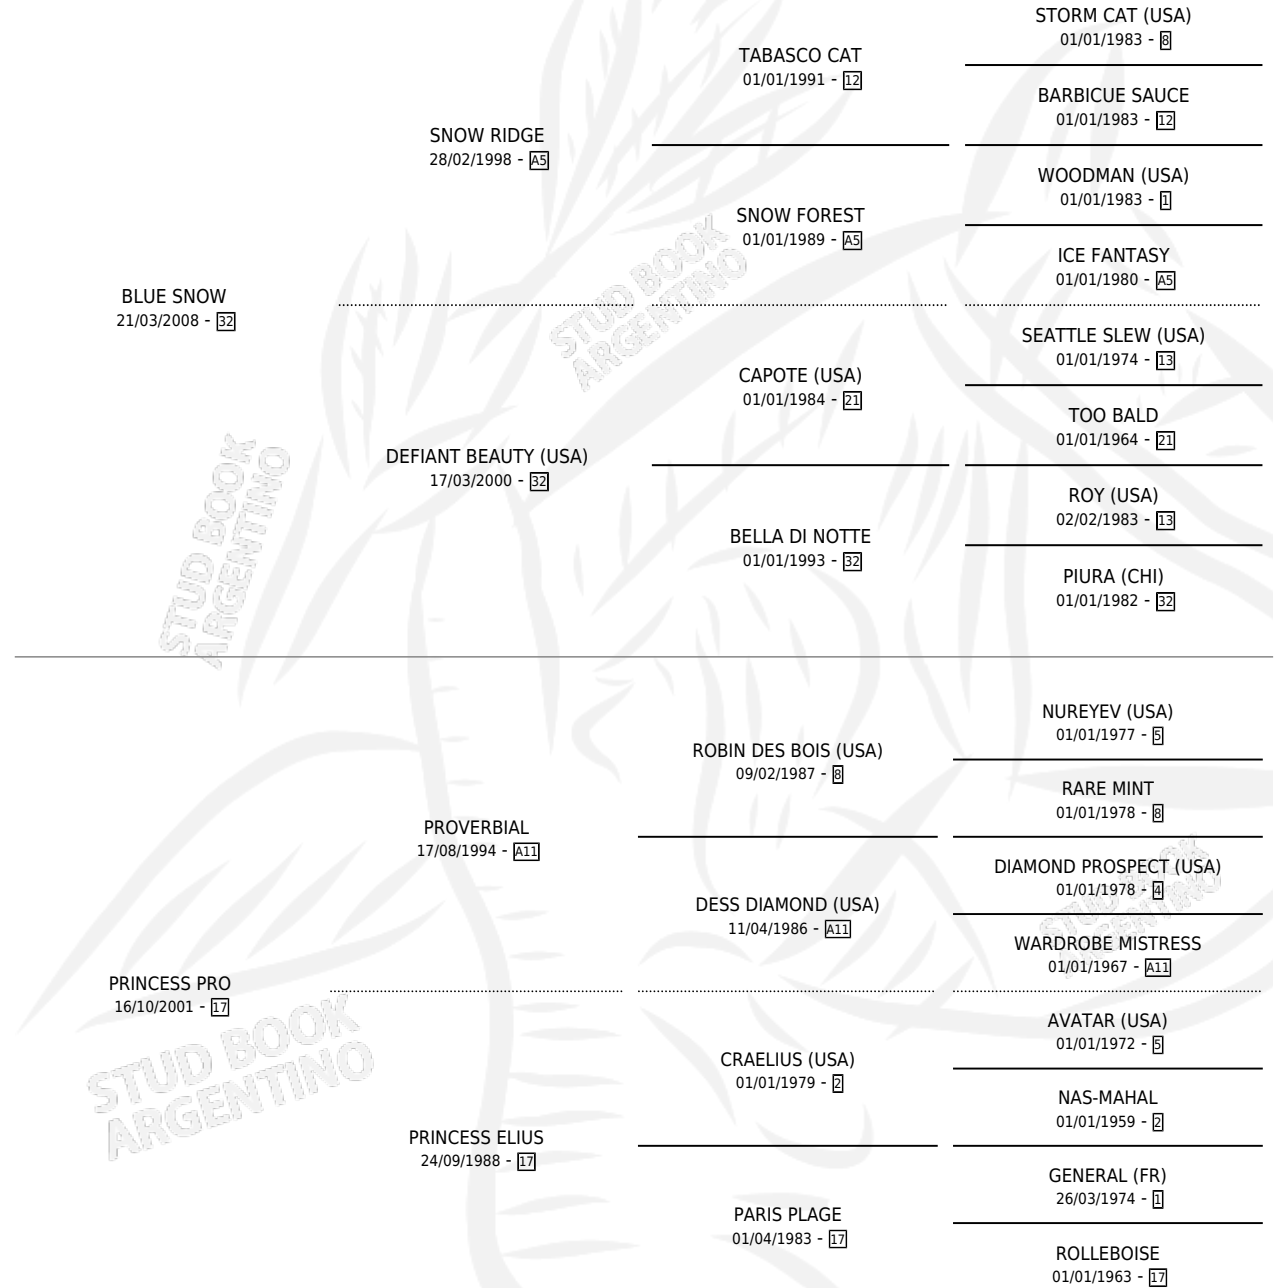 STORM CAT (USA)
01/01/1983 - 8
TABASCO CAT
01/01/1991 - 12
BARBICUE SAUCE
01/01/1983 - 12
SNOW RIDGE
28/02/1998 - A5
WOODMAN (USA)
01/01/1983 - 1
SNOW FOREST
01/01/1989 - A5
ICE FANTASY
01/01/1980 - A5
BLUE SNOW
21/03/2008 - 32
SEATTLE SLEW (USA)
01/01/1974 - 13
CAPOTE (USA)
01/01/1984 - 21
TOO BALD
01/01/1964 - 21
DEFIANT BEAUTY (USA)
17/03/2000 - 32
ROY (USA)
02/02/1983 - 13
BELLA DI NOTTE
01/01/1993 - 32
PIURA (CHI)
01/01/1982 - 32
NUREYEV (USA)
01/01/1977 - 5
ROBIN DES BOIS (USA)
09/02/1987 - 8
RARE MINT
01/01/1978 - 8
PROVERBIAL
17/08/1994 - A11
DIAMOND PROSPECT (USA)
01/01/1978 - 4
DESS DIAMOND (USA)
11/04/1986 - A11
WARDROBE MISTRESS
01/01/1967 - A11
PRINCESS PRO
16/10/2001 - 17
AVATAR (USA)
01/01/1972 - 5
CRAELIUS (USA)
01/01/1979 - 2
NAS-MAHAL
01/01/1959 - 2
PRINCESS ELIUS
24/09/1988 - 17
GENERAL (FR)
26/03/1974 - 1
PARIS PLAGE
01/04/1983 - 17
ROLLEBOISE
01/01/1963 - 17
STUD BOOK
ARGENTINO
STUD BOOK
ARGENTINO
STUD BOOK
ARGENTINO
STUD BOOK
ARGENTINO